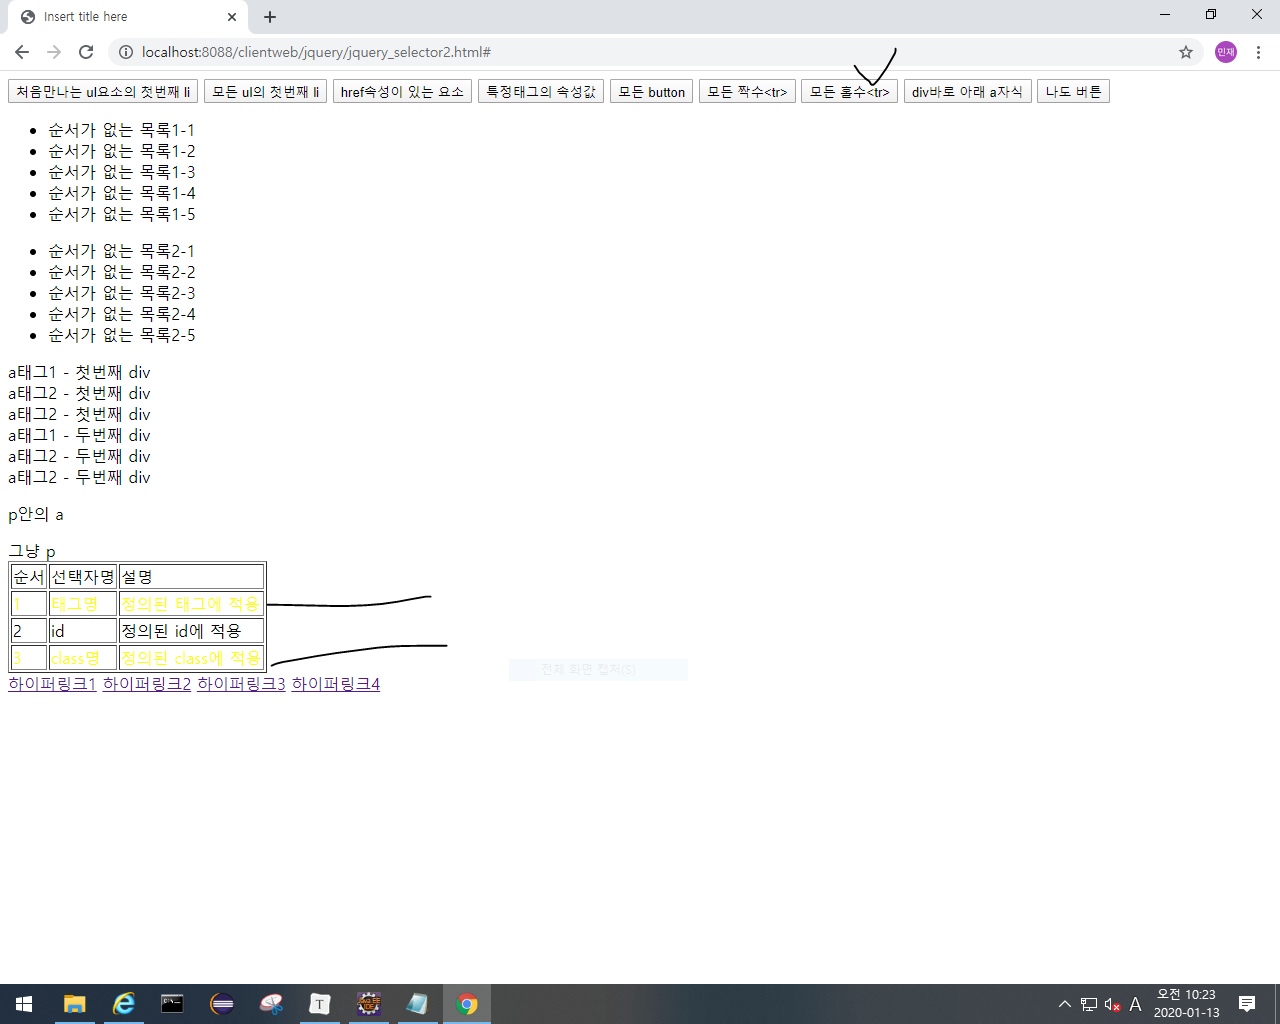 Insert title here
localhost:8088/clientweb/jquery/jquery_selector2.html#
민재
처음만나는 ul요소의 첫번째 li 모든 ul의 첫번째 li href속성이 있는 요소 특정태그의 속성값 모든 button 모든 짝수<tr> 모든 홀수<tr> div바로 아래 a자식 나도 버튼
순서가 없는 목록1-1
순서가 없는 목록1-2
순서가 없는 목록1-3
순서가 없는 목록1-4
순서가 없는 목록1-5
순서가 없는 목록2-1
순서가 없는 목록2-2
순서가 없는 목록2-3
순서가 없는 목록2-4
순서가 없는 목록2-5
a태그1 - 첫번째 div
a태그2 - 첫번째 div
a태그2 - 첫번째 div
a태그1 - 두번째 div
a태그2 - 두번째 div
a태그2 - 두번째 div
p안의 a
그냥 p
순서 선택자명 설명
1 태그명 정의된 태그에 적용
2 id 정의된 id에 적용
3 class명 정의된 class에 적용
전체 화면 캡처(S)
하이퍼링크1 하이퍼링크2 하이퍼링크3 하이퍼링크4
T
A
오전 10:23
2020-01-13